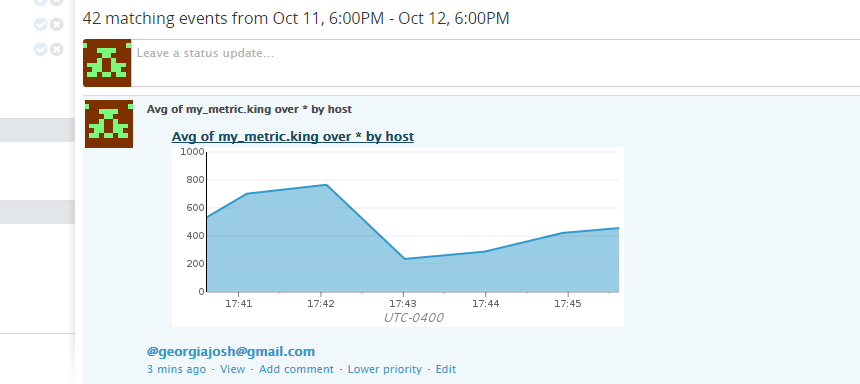 42 matching events from Oct 11, 6:00PM - Oct 12, 6:00PM
Leave a status update...
Avg of my_metric.king over * by host
Avg of my_metric.king over * by host
1000
800
600
400
200
0
17:41 17:42 17:43 17:44 17:45
UTC-0400
@georgiajosh@gmail.com
3 mins ago · View · Add comment · Lower priority · Edit